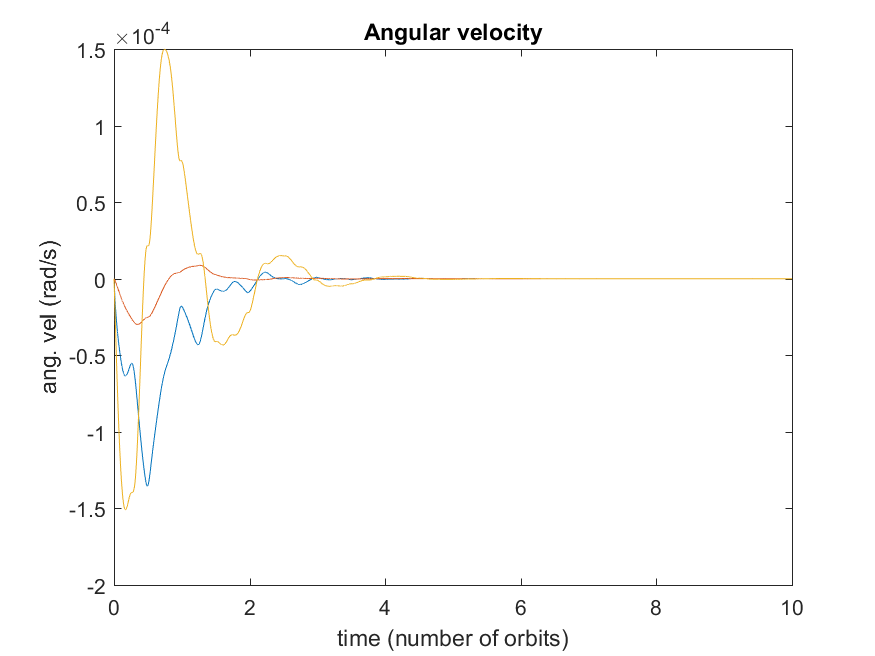 Angular velocity
×10-4
1.5
1
0.5
0
-0.5
-1
-1.5
-2
ang. vel (rad/s)
0 2 4 6 8 10
time (number of orbits)